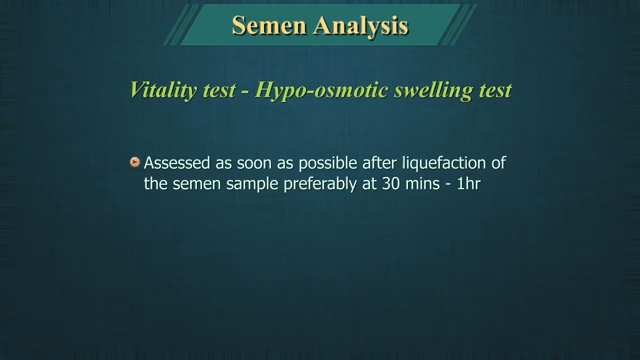 Semen Analysis
Vitality test - Hypo-osmotic swelling test
Assessed as soon as possible after liquefaction of
the semen sample preferably at 30 mins - 1hr